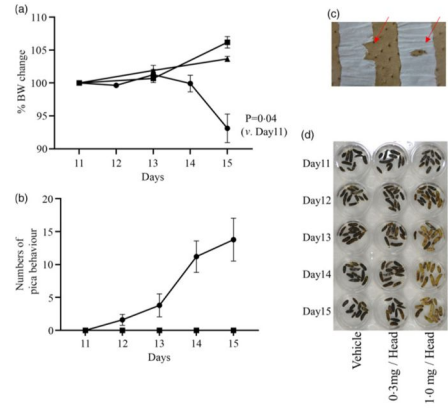 (a)
110
105
100
95
90
% BW change
P=0·04
(v. Day11)
11 12 13 14 15
Days
(b)
20
15
10
5
0
Numbers of
pica behaviour
11 12 13 14 15
Days
(c)
(d)
Day11
Day12
Day13
Day14
Day15
Vehicle
0·3mg / Head
1·0 mg / Head